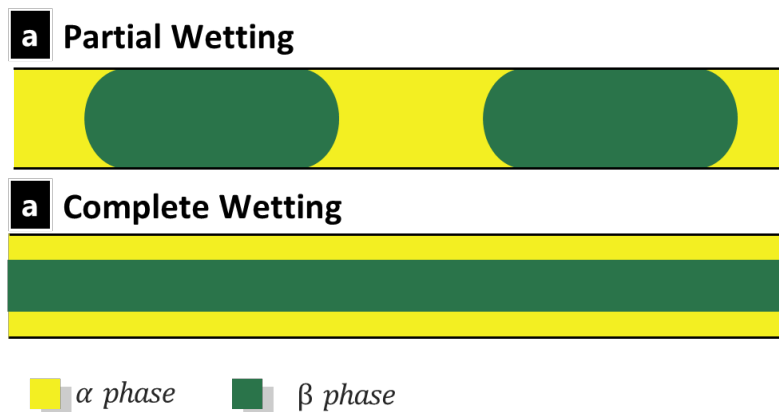 a Partial Wetting
a Complete Wetting
α phase β phase